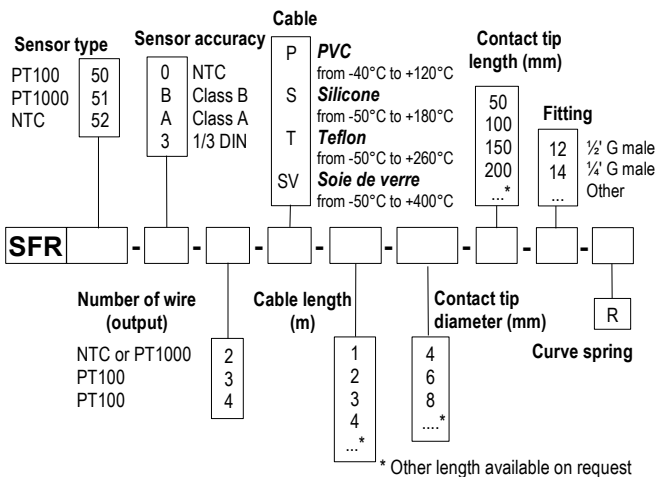 Cable
Sensor type
PT100 50
PT1000 51
NTC 52
Sensor accuracy
0 NTC
B Class B
A Class A
3 1/3 DIN
P PVC
from -40°C to +120°C
S Silicone
from -50°C to +180°C
T Teflon
from -50°C to +260°C
SV Soie de verre
from -50°C to +400°C
Contact tip
length (mm)
50
100
150
200
...*
Fitting
12 ½' G male
14 ¼' G male
... Other
SFR - - - - - - - -
Number of wire
(output)
NTC or PT1000 2
PT100 3
PT100 4
Cable length
(m)
1
2
3
4
...*
Contact tip
diameter (mm)
4
6
8
....*
R
Curve spring
* Other length available on request